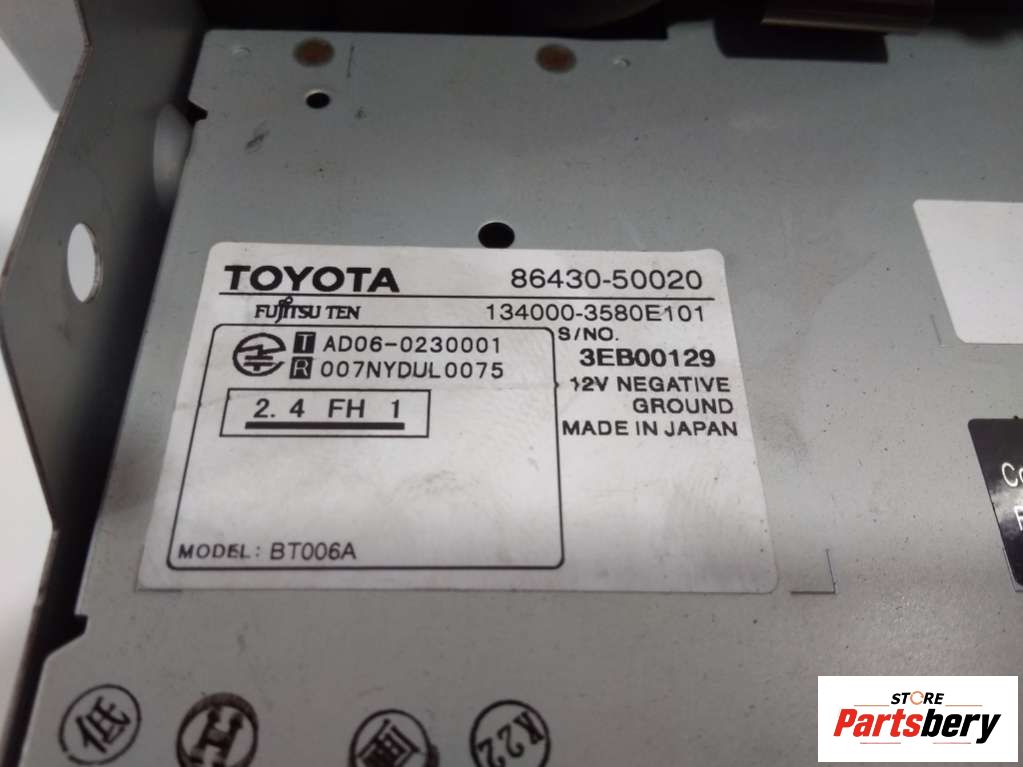 TOYOTA 86430-50020
FUJITSU TEN 134000-3580E101
S/NO.
T AD06-0230001
3EB00129
R 007NYDUL0075
12V NEGATIVE
GROUND
2.4 FH 1
MADE IN JAPAN
MODEL: BT006A
K22
STORE
Partsbery